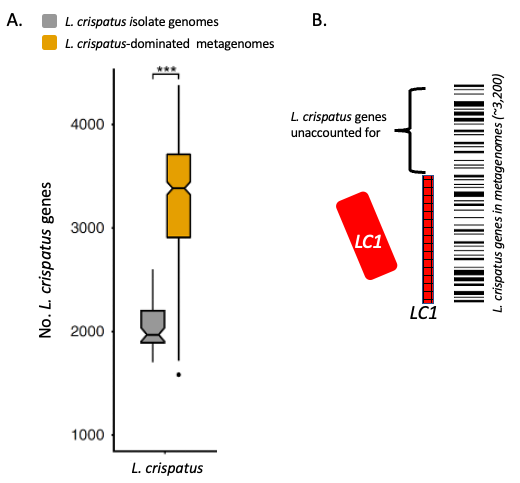 A.
L. crispatus isolate genomes
L. crispatus-dominated metagenomes
***
4000
3000
2000
1000
No. L. crispatus genes
L. crispatus
B.
L. crispatus genes
unaccounted for
LC1
LC1
L. crispatus genes in metagenomes (~3,200)